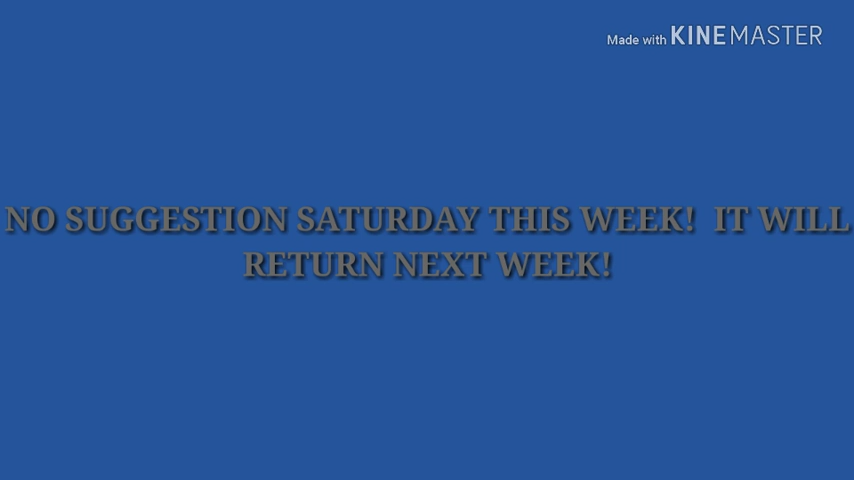 Made with KINEMASTER
NO SUGGESTION SATURDAY THIS WEEK! IT WILL
RETURN NEXT WEEK!